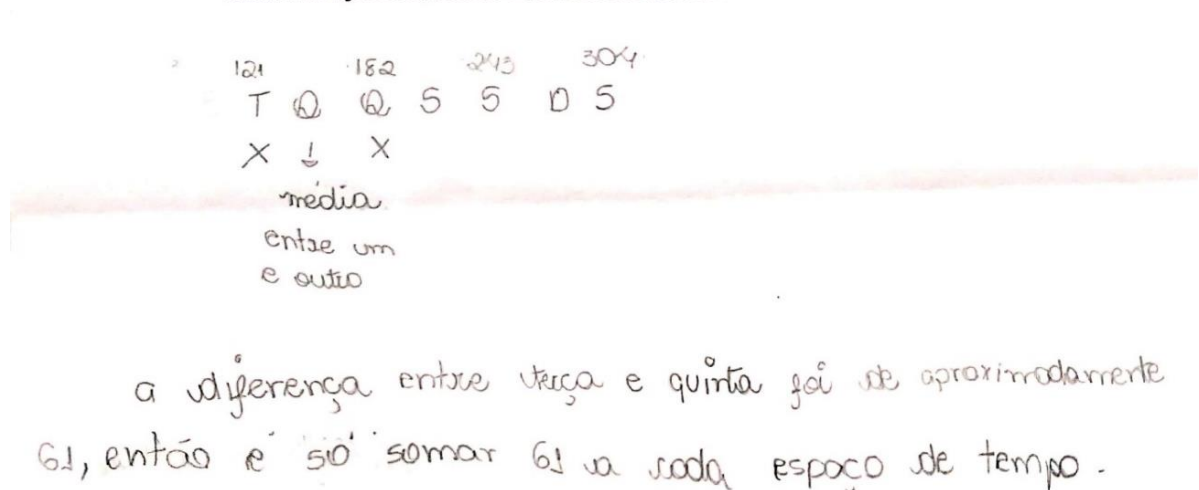 121 182 243 304
T Q Q S S D S
X ↓ X
média
entre um
e outro
a diferença entre terça e quinta foi de aproximadamente
61, então é só somar 61 a cada espaço de tempo.